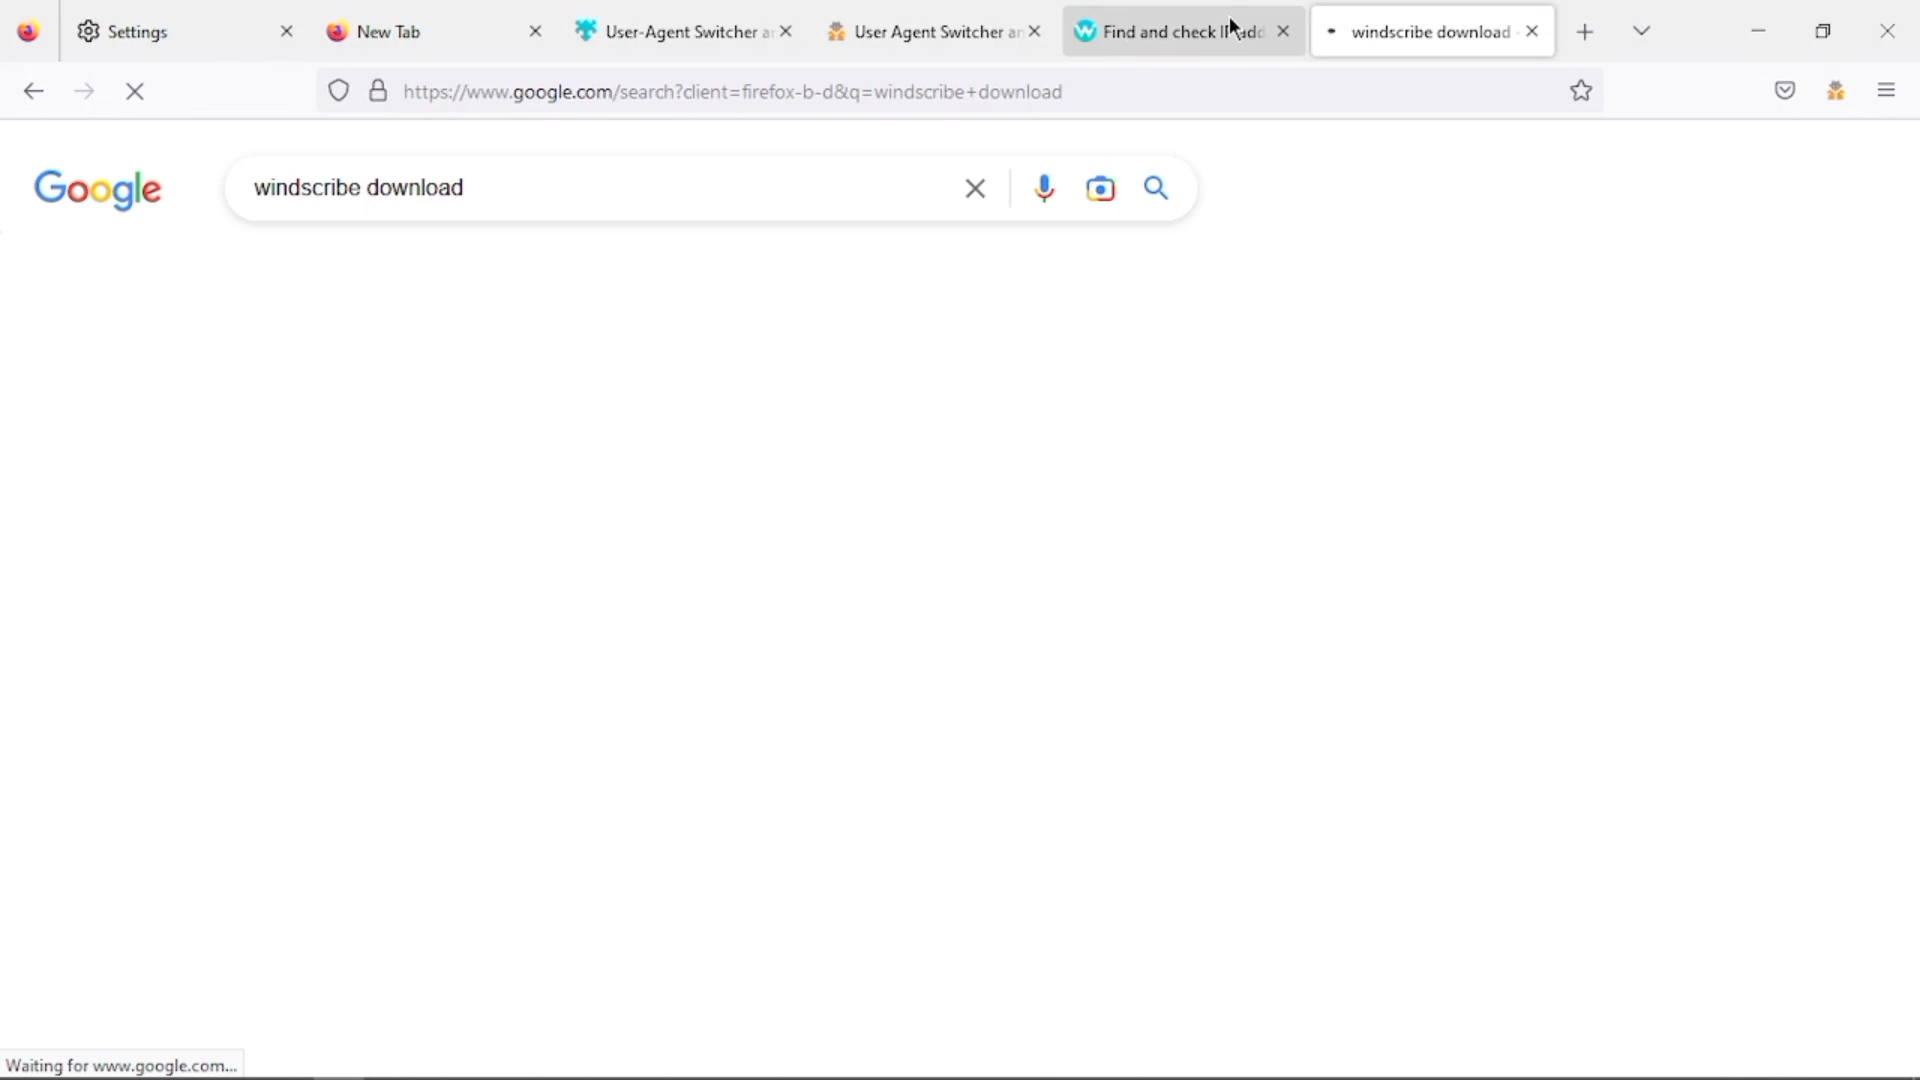 Settings
New Tab
User-Agent Switcher a
User Agent Switcher an
Find and check IP add
windscribe download
https://www.google.com/search?client=firefox-b-d&q=windscribe+download
Google
windscribe download
Waiting for www.google.com...